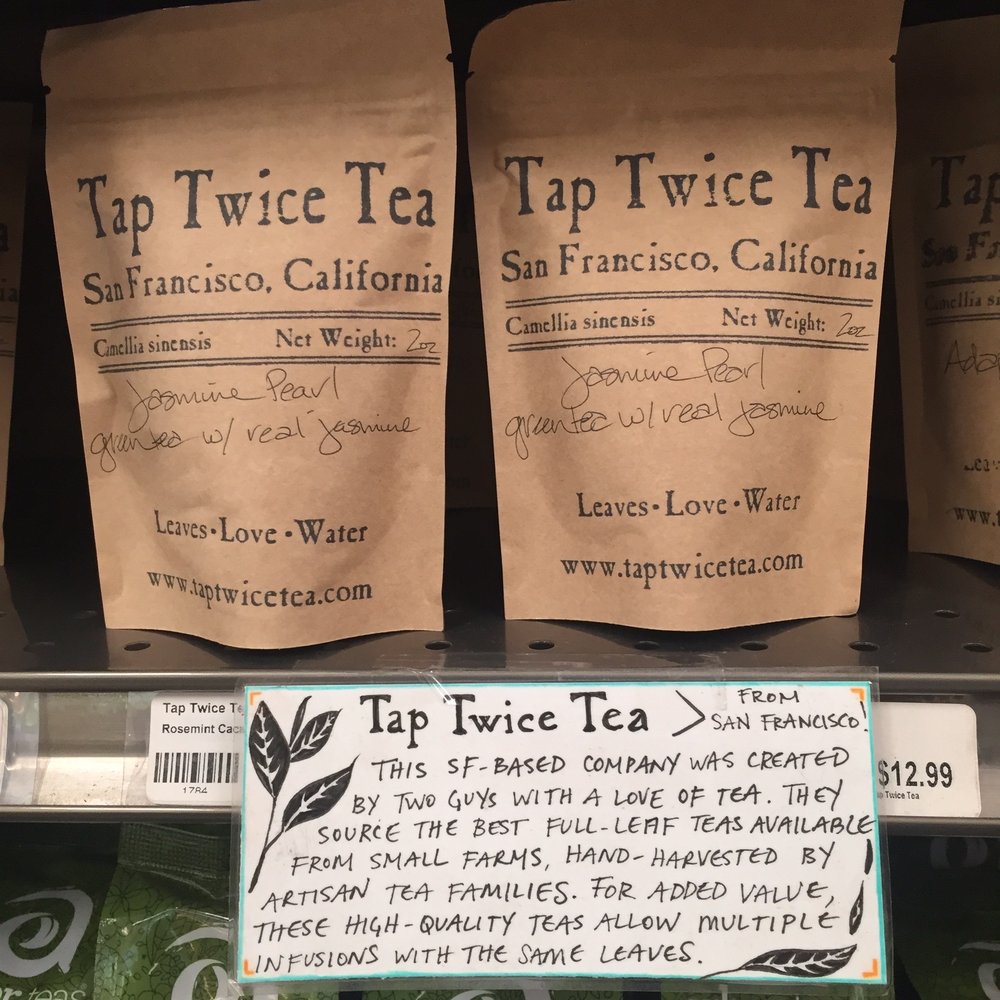 Tap Twice Tea
San Francisco, California
Camellia sinensis Net Weight: 2oz
Jasmine Pearl
green tea w/ real jasmine
Leaves · Love · Water
www.taptwicetea.com
Tap Twice Tea
San Francisco, California
Camellia sinensis Net Weight: 2oz
Jasmine Pearl
green tea w/ real jasmine
Leaves · Love · Water
www.taptwicetea.com
Tap
Camellia
www.
Tap Twice
Rosemint
1784
Tap Twice Tea > FROM
SAN FRANCISCO!
THIS SF-BASED COMPANY WAS CREATED
BY TWO GUYS WITH A LOVE OF TEA. THEY
SOURCE THE BEST FULL-LEAF TEAS AVAILABLE
FROM SMALL FARMS, HAND-HARVESTED BY
ARTISAN TEA FAMILIES. FOR ADDED VALUE,
THESE HIGH-QUALITY TEAS ALLOW MULTIPLE
INFUSIONS WITH THE SAME LEAVES.
$12.99
Twice Tea
teas